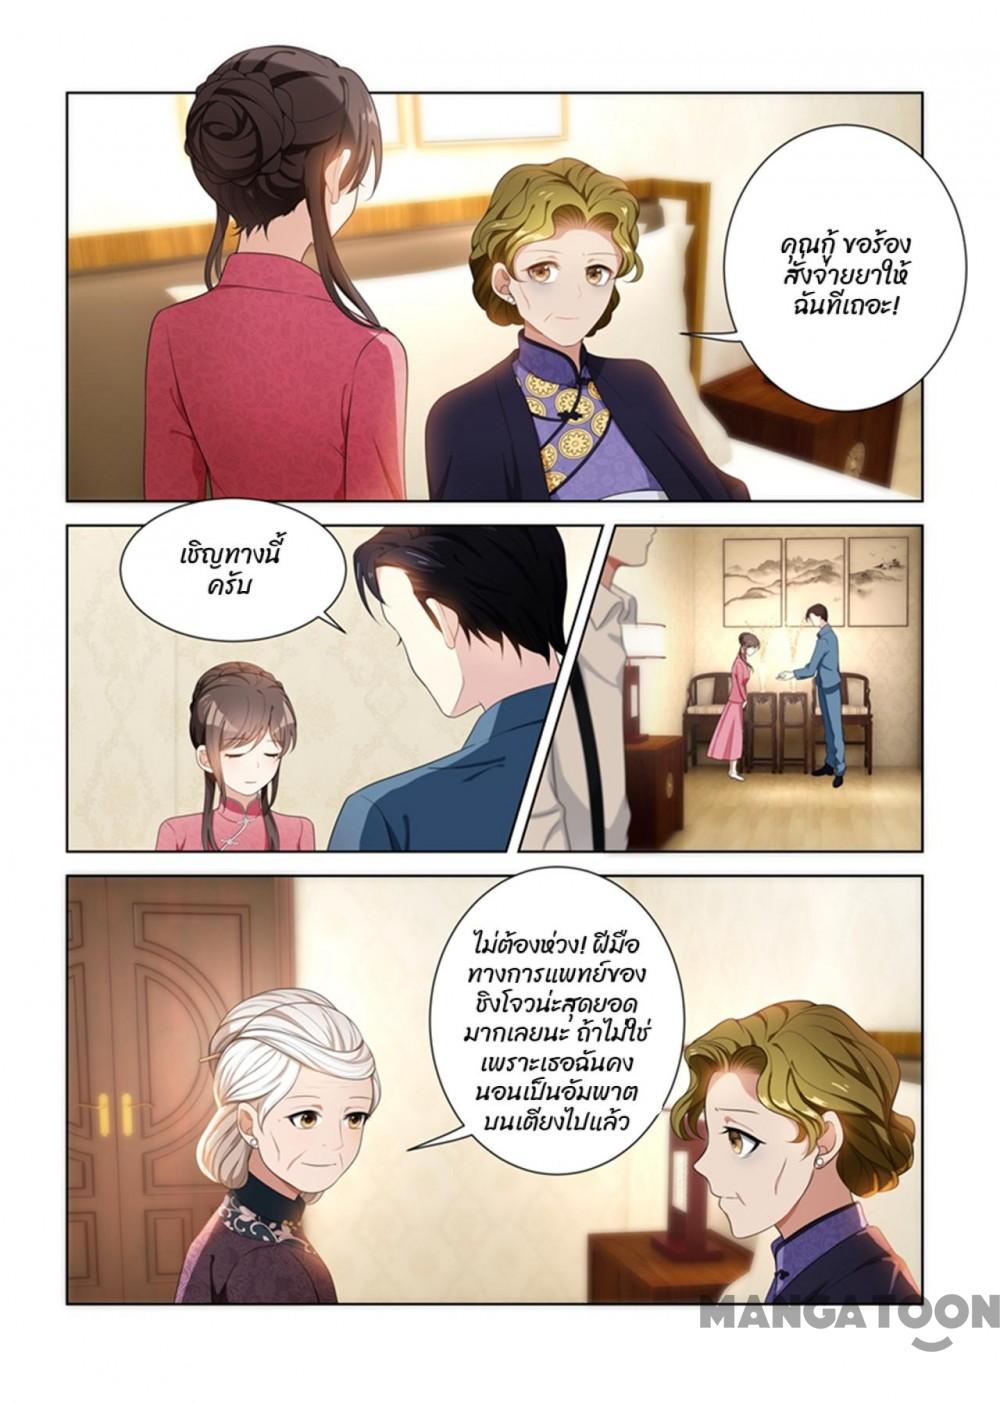 คุณกู้ ขอร้อง
สั่งจ่ายยาให้
ฉันทีเถอะ!
เชิญทางนี้
ครับ
ไม่ต้องห่วง! ฝีมือ
ทางการแพทย์ของ
ชิงโจวน่ะสุดยอด
มากเลยนะ ถ้าไม่ใช่
เพราะเธอฉันคง
นอนเป็นอัมพาต
บนเตียงไปแล้ว
MANGATOON